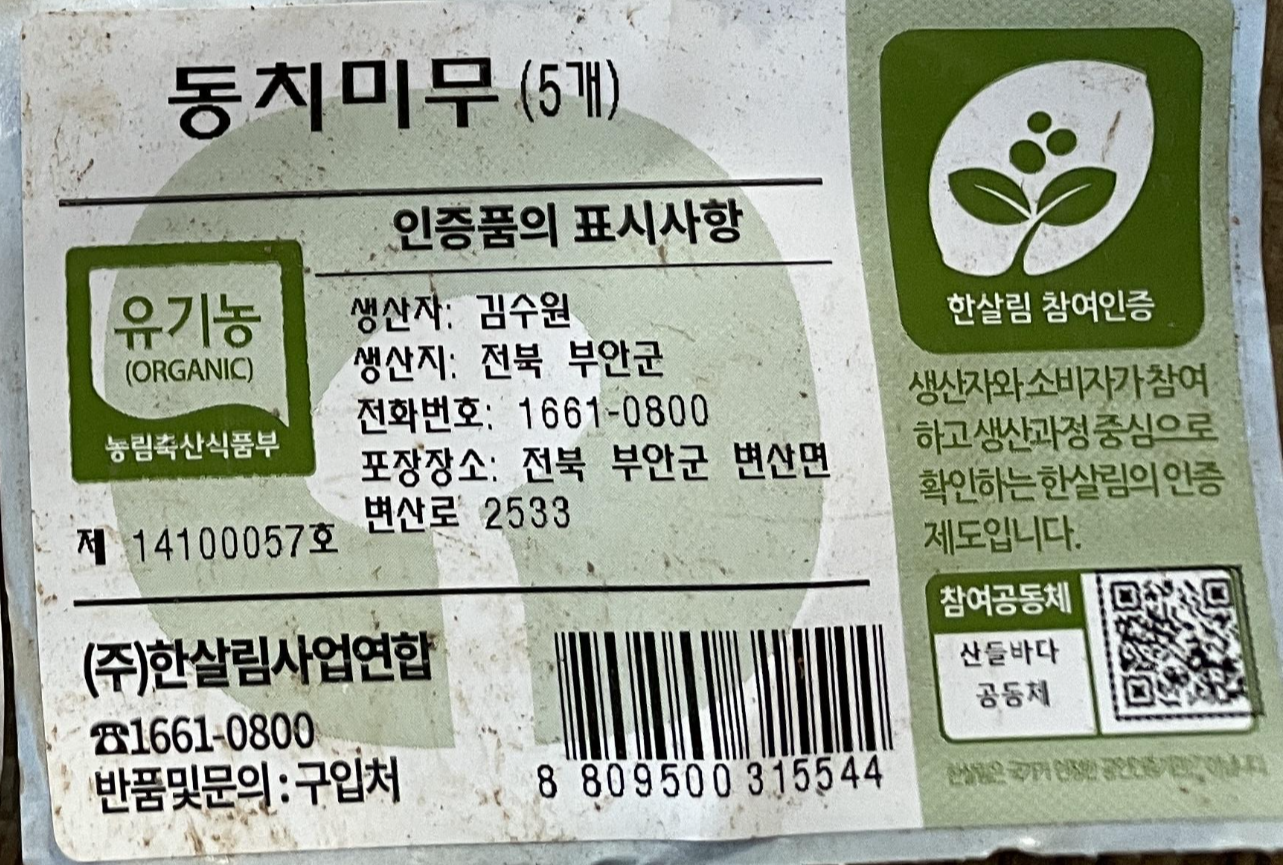 동치미무 (5개)
인증품의 표시사항
유기농
(ORGANIC)
농림축산식품부
제 14100057호
생산자: 김수원
생산지: 전북 부안군
전화번호: 1661-0800
포장장소: 전북 부안군 변산면
변산로 2533
(주)한살림사업연합
☎1661-0800
반품및문의 : 구입처
8 809500 315544
한살림 참여인증
생산자와 소비자가 참여
하고 생산과정 중심으로
확인하는 한살림의 인증
제도입니다.
참여공동체
산들바다
공동체